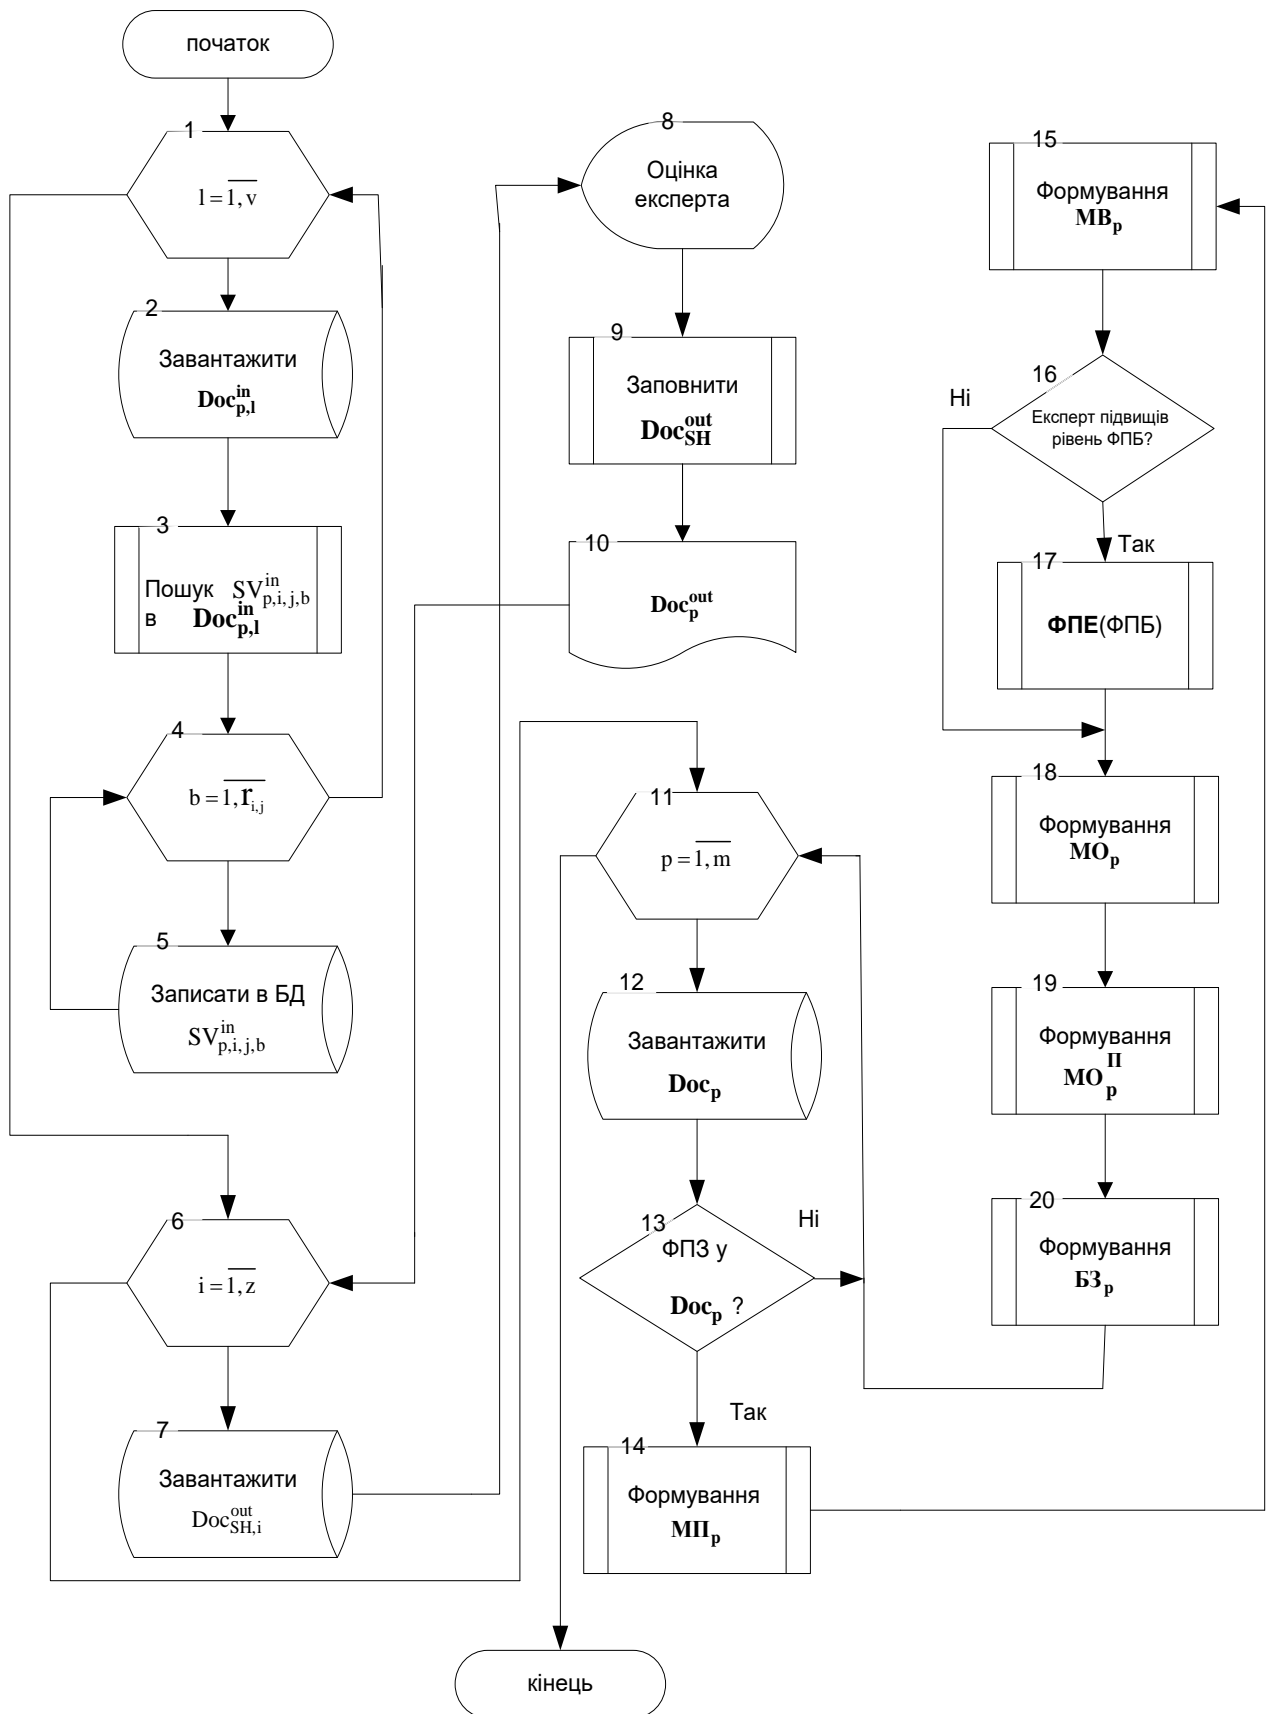 початок
1
l = 1, v
2
Завантажити
Doc^in_p,l
3
Пошук SV^in_p,i,j,b
в Doc^in_p,l
4
b = 1, r_i,j
5
Записати в БД
SV^in_p,i,j,b
6
i = 1, z
7
Завантажити
Doc^out_SH,i
8
Оцінка
експерта
9
Заповнити
Doc^out_SH
10
Doc^out_p
11
p = 1, m
12
Завантажити
Doc_p
13
ФПЗ у
Doc_p ?
Ні
Так
14
Формування
МП_p
15
Формування
МВ_p
16
Експерт підвищів
рівень ФПБ?
Ні
Так
17
ФПЕ(ФПБ)
18
Формування
МО_p
19
Формування
МО^П_p
20
Формування
БЗ_p
кінець